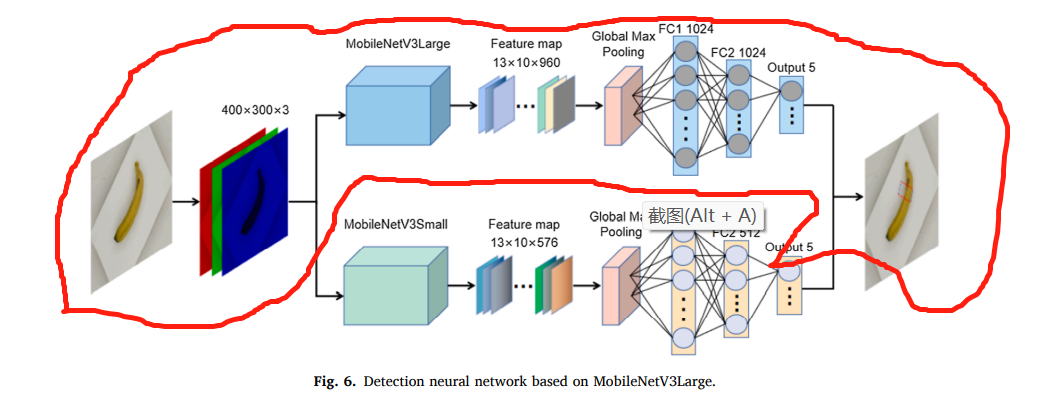 MobileNetV3Large
Feature map
13×10×960
Global Max
Pooling
FC1 1024
FC2 1024
Output 5
400×300×3
MobileNetV3Small
Feature map
13×10×576
Global
Pooling
截图(Alt + A)
FC2 512
Output 5
Fig. 6. Detection neural network based on MobileNetV3Large.